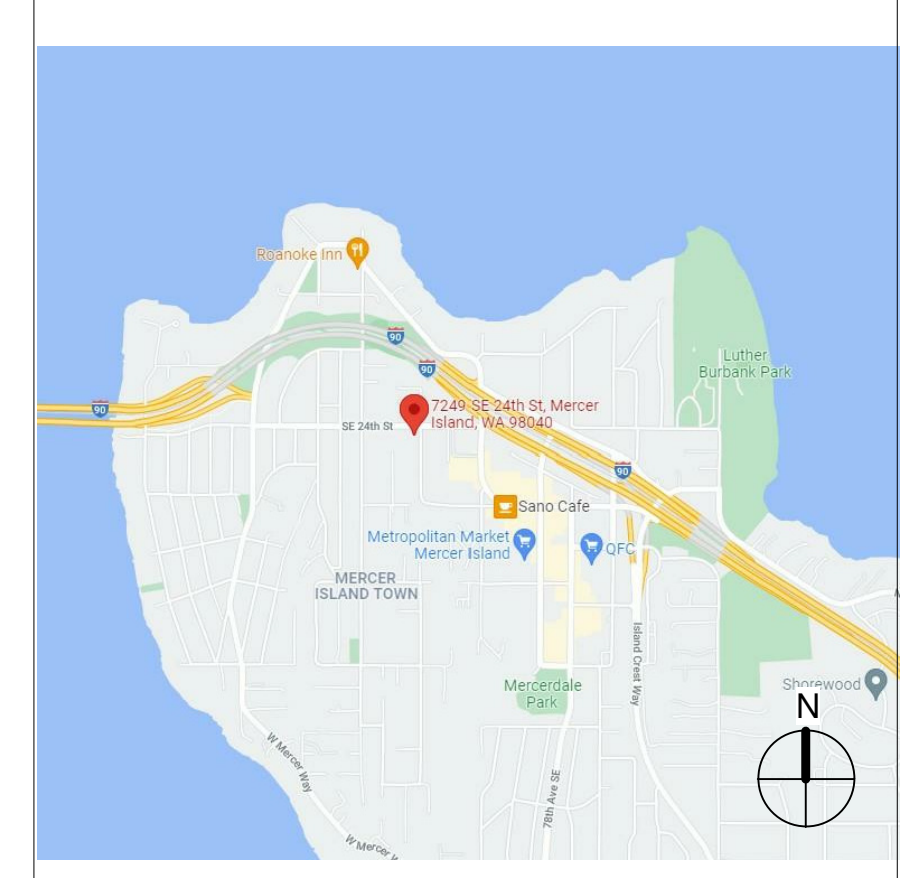 Roanoke Inn
90
90
Luther
Burbank Park
90
7249 SE 24th St, Mercer
Island, WA 98040
SE 24th St
90
Sano Cafe
Metropolitan Market
Mercer Island
QFC
MERCER
ISLAND TOWN
Island Crest Way
Mercerdale
Park
Shorewood
N
W Mercer Way
78th Ave SE
W Mercer W